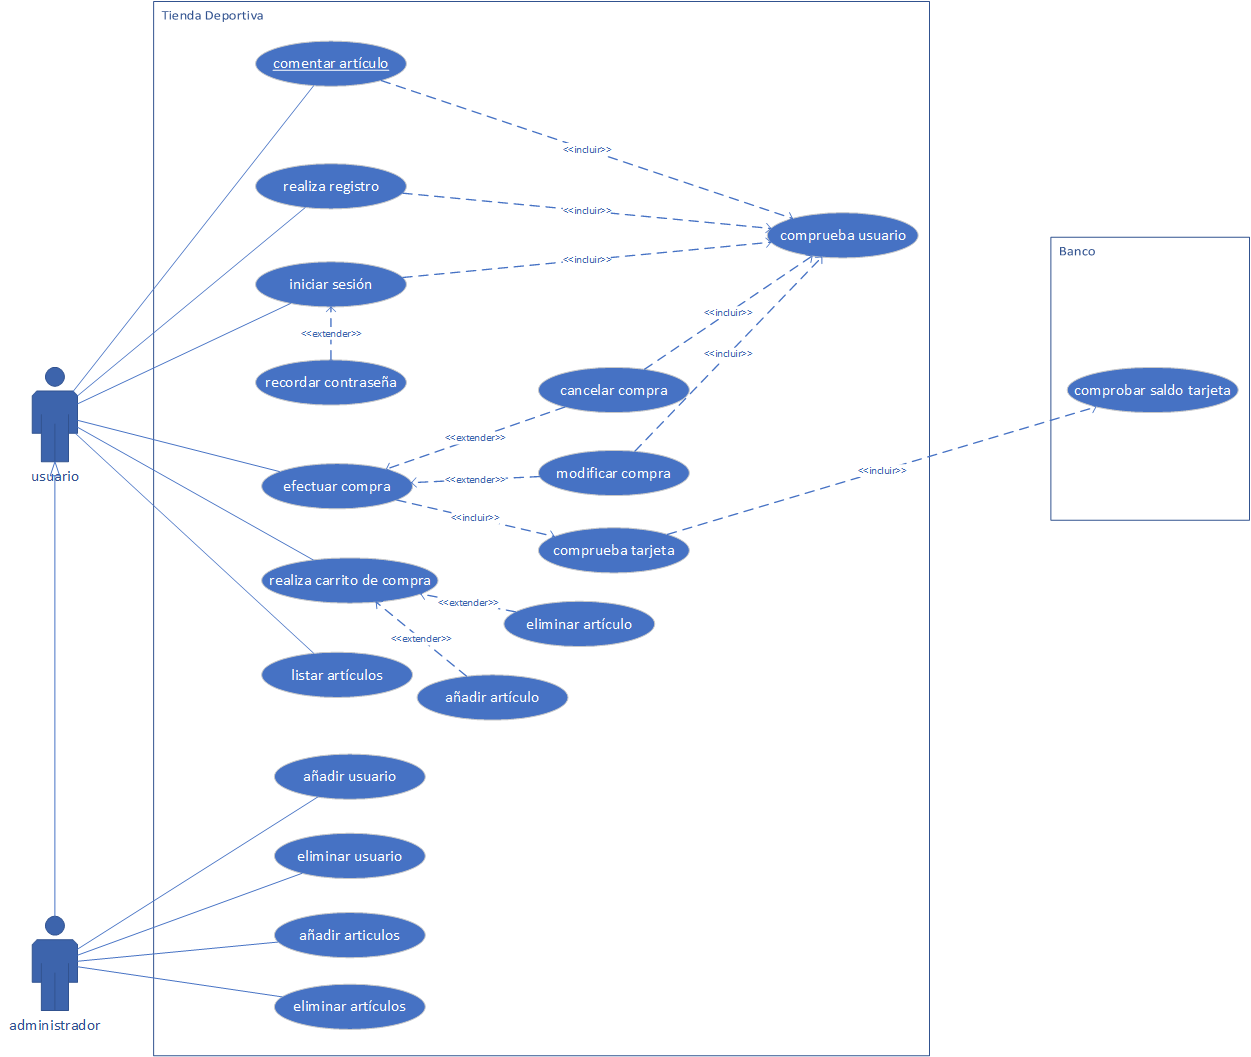 Tienda Deportiva
comentar artículo
<<incluir>>
realiza registro
<<incluir>>
comprueba usuario
Banco
<<incluir>>
iniciar sesión
<<incluir>>
<<extender>>
<<incluir>>
recordar contraseña
cancelar compra
comprobar saldo tarjeta
<<extender>>
usuario
modificar compra
<<incluir>>
<<extender>>
efectuar compra
<<incluir>>
comprueba tarjeta
realiza carrito de compra
<<extender>>
eliminar artículo
<<extender>>
listar artículos
añadir artículo
añadir usuario
eliminar usuario
añadir articulos
eliminar artículos
administrador